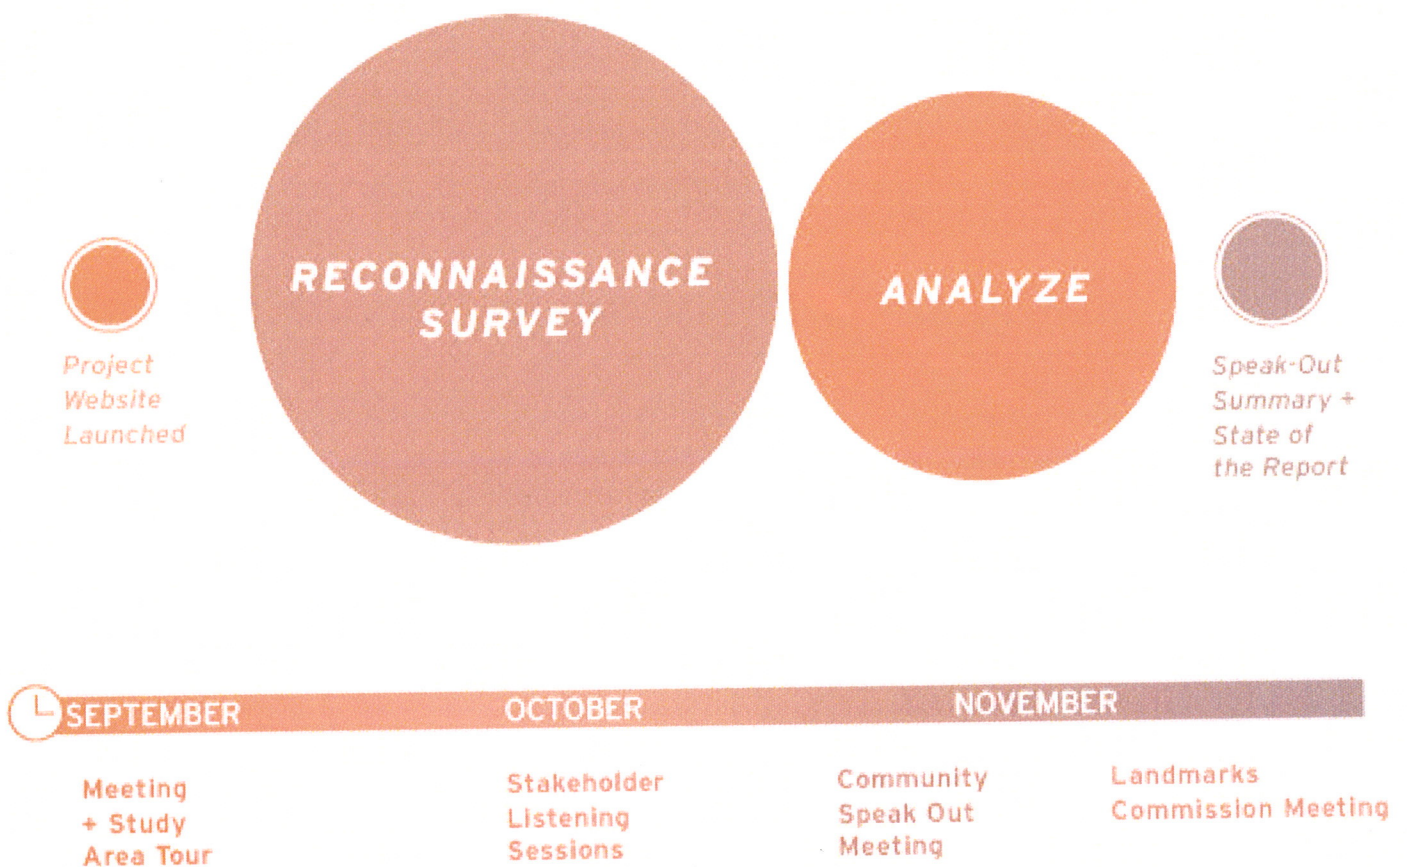 RECONNAISSANCE
SURVEY
ANALYZE
Project
Website
Launched
Speak-Out
Summary +
State of
the Report
SEPTEMBER
OCTOBER
NOVEMBER
Meeting
+ Study
Area Tour
Stakeholder
Listening
Sessions
Community
Speak Out
Meeting
Landmarks
Commission Meeting